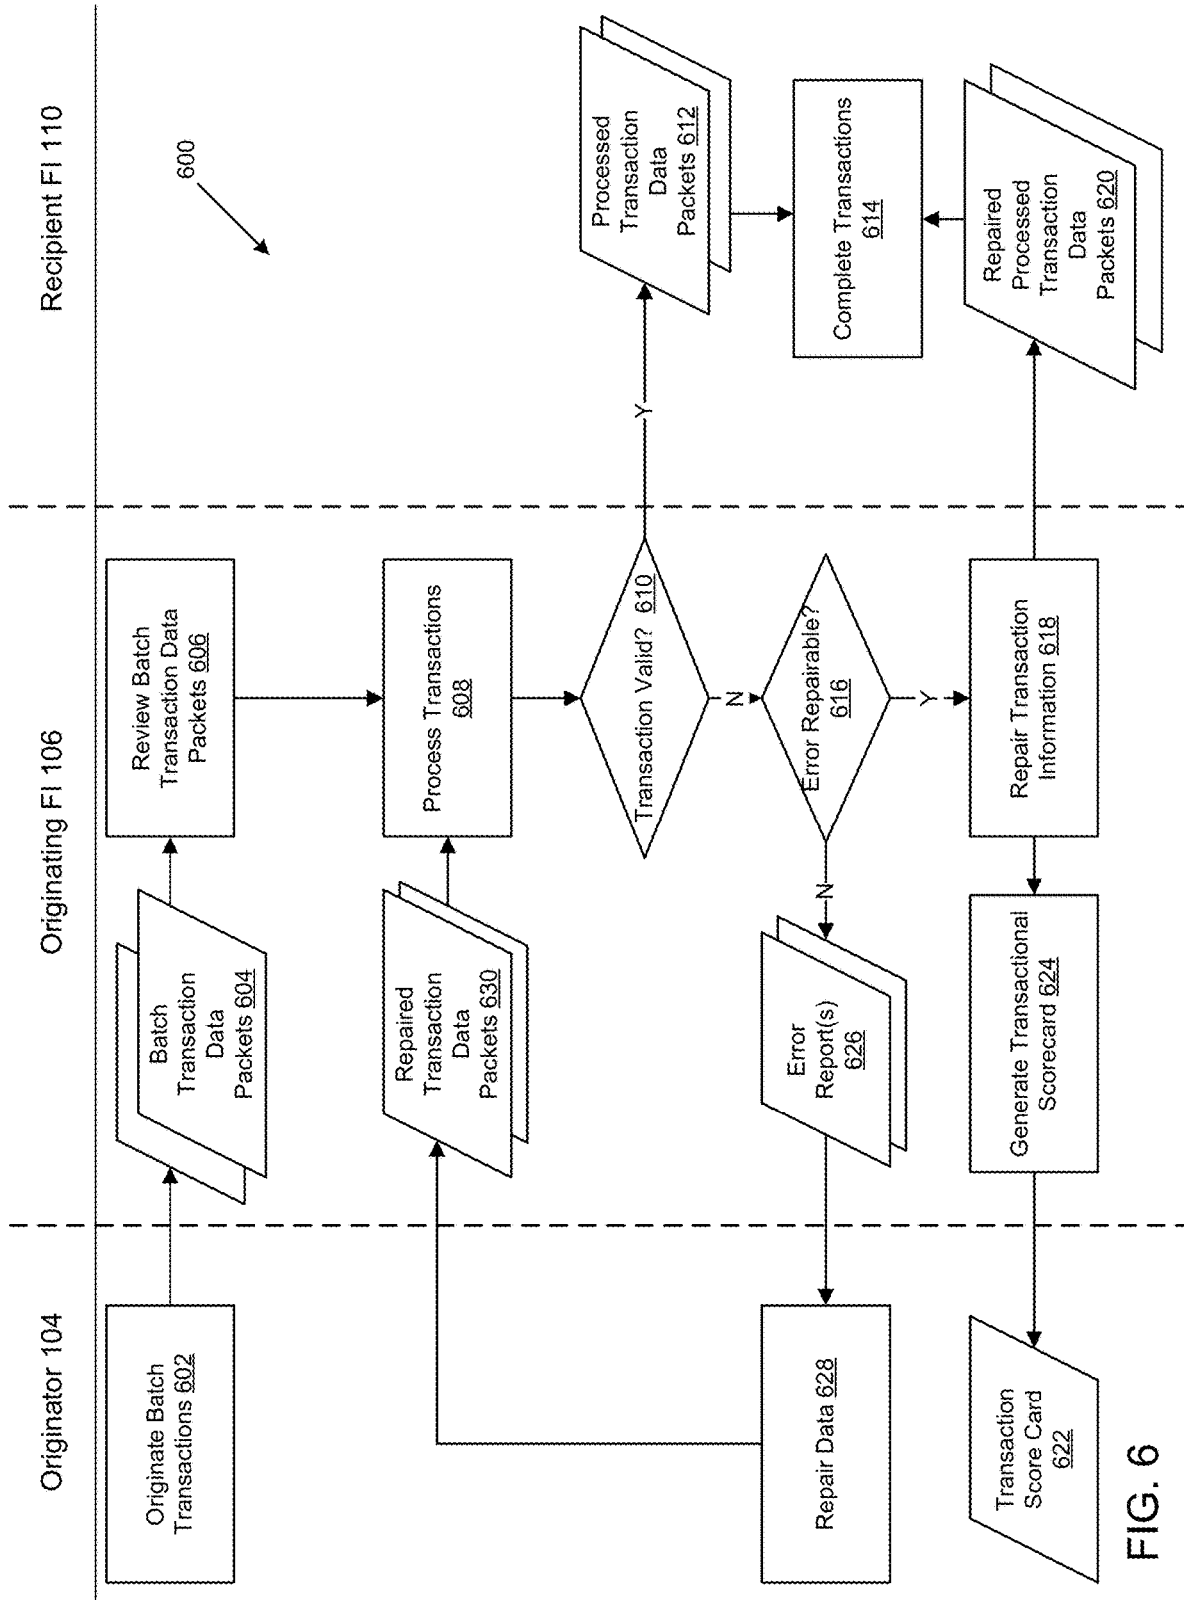 Originator 104
Originating FI 106
Recipient FI 110
600
Originate Batch
Transactions 602
Batch
Transaction
Data
Packets 604
Review Batch
Transaction Data
Packets 606
Repaired
Transaction
Data
Packets 630
Process Transactions
608
Transaction Valid? 610
Y
N
Processed
Transaction
Data
Packets 612
Complete Transactions
614
Error Repairable?
616
N
Y
Error
Report(s)
626
Repair Data 628
Repair Transaction
Information 618
Repaired
Processed
Transaction
Data
Packets 620
Generate Transactional
Scorecard 624
Transaction
Score Card
622
FIG. 6